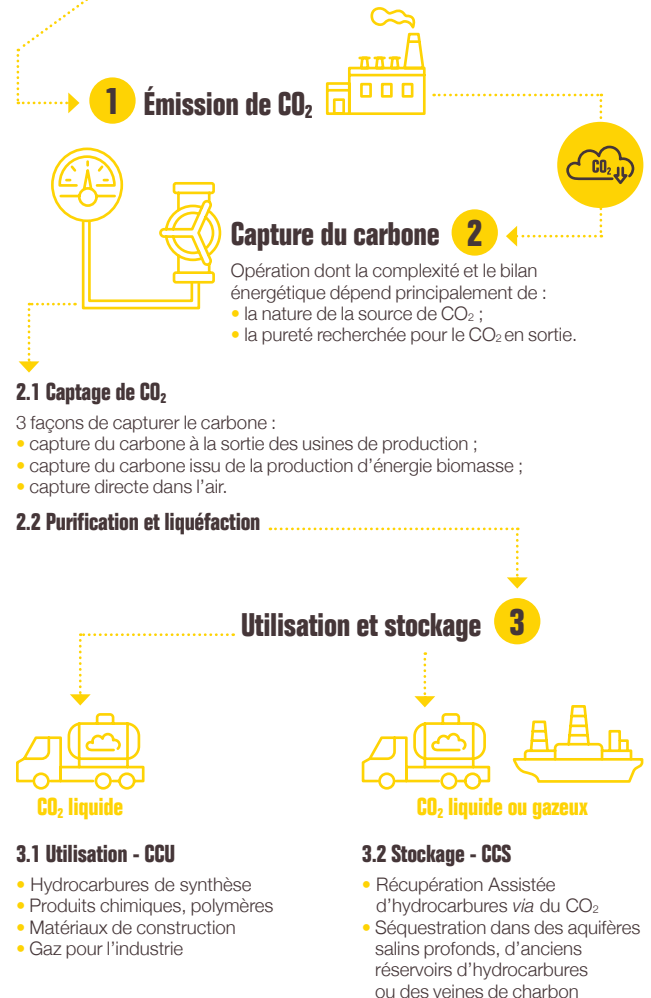 1 Émission de CO₂
CO₂
Capture du carbone 2
Opération dont la complexité et le bilan
énergétique dépend principalement de :
• la nature de la source de CO₂ ;
• la pureté recherchée pour le CO₂ en sortie.
2.1 Captage de CO₂
3 façons de capturer le carbone :
• capture du carbone à la sortie des usines de production ;
• capture du carbone issu de la production d’énergie biomasse ;
• capture directe dans l’air.
2.2 Purification et liquéfaction
Utilisation et stockage 3
CO₂ liquide
3.1 Utilisation - CCU
• Hydrocarbures de synthèse
• Produits chimiques, polymères
• Matériaux de construction
• Gaz pour l’industrie
CO₂ liquide ou gazeux
3.2 Stockage - CCS
• Récupération Assistée
d’hydrocarbures via du CO₂
• Séquestration dans des aquifères
salins profonds, d’anciens
réservoirs d’hydrocarbures
ou des veines de charbon